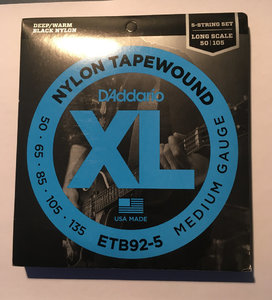 DEEP/WARM
BLACK NYLON
5-STRING SET
LONG SCALE
50 | 105
NYLON TAPEWOUND
D'Addario
XL
USA MADE
50 • 65 • 85 • 105 • 135
ETB92-5
MEDIUM GAUGE